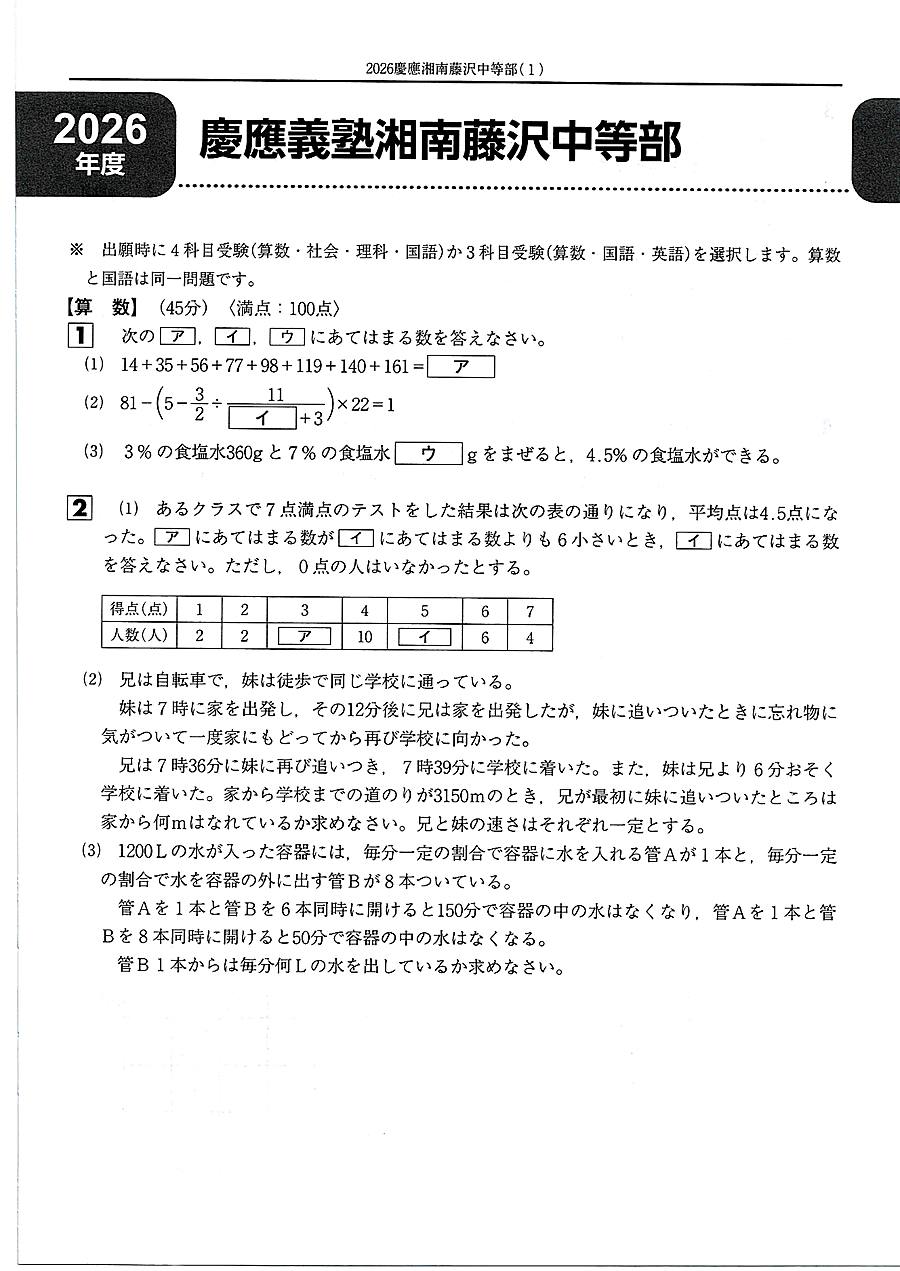 2026慶應湘南藤沢中等部(1)
2026
年度
慶應義塾湘南藤沢中等部
※ 出願時に4科目受験(算数・社会・理科・国語)か3科目受験(算数・国語・英語)を選択します。算数
と国語は同一問題です。
【算 数】(45分)〈満点：100点〉
1 次のア，イ，ウにあてはまる数を答えなさい。
(1) 14+35+56+77+98+119+140+161=ア
(2) 81−(5−3/2÷11/(イ+3))×22=1
(3) 3％の食塩水360gと7％の食塩水ウgをまぜると，4.5％の食塩水ができる。
2 (1) あるクラスで7点満点のテストをした結果は次の表の通りになり，平均点は4.5点にな
った。アにあてはまる数がイにあてはまる数よりも6小さいとき，イにあてはまる数
を答えなさい。ただし，0点の人はいなかったとする。
得点(点) 1 2 3 4 5 6 7
人数(人) 2 2 ア 10 イ 6 4
(2) 兄は自転車で，妹は徒歩で同じ学校に通っている。
妹は7時に家を出発し，その12分後に兄は家を出発したが，妹に追いついたときに忘れ物に
気がついて一度家にもどってから再び学校に向かった。
兄は7時36分に妹に再び追いつき，7時39分に学校に着いた。また，妹は兄より6分おそく
学校に着いた。家から学校までの道のりが3150mのとき，兄が最初に妹に追いついたところは
家から何mはなれているか求めなさい。兄と妹の速さはそれぞれ一定とする。
(3) 1200Lの水が入った容器には，毎分一定の割合で容器に水を入れる管Aが1本と，毎分一定
の割合で水を容器の外に出す管Bが8本ついている。
管Aを1本と管Bを6本同時に開けると150分で容器の中の水はなくなり，管Aを1本と管
Bを8本同時に開けると50分で容器の中の水はなくなる。
管B1本からは毎分何Lの水を出しているか求めなさい。